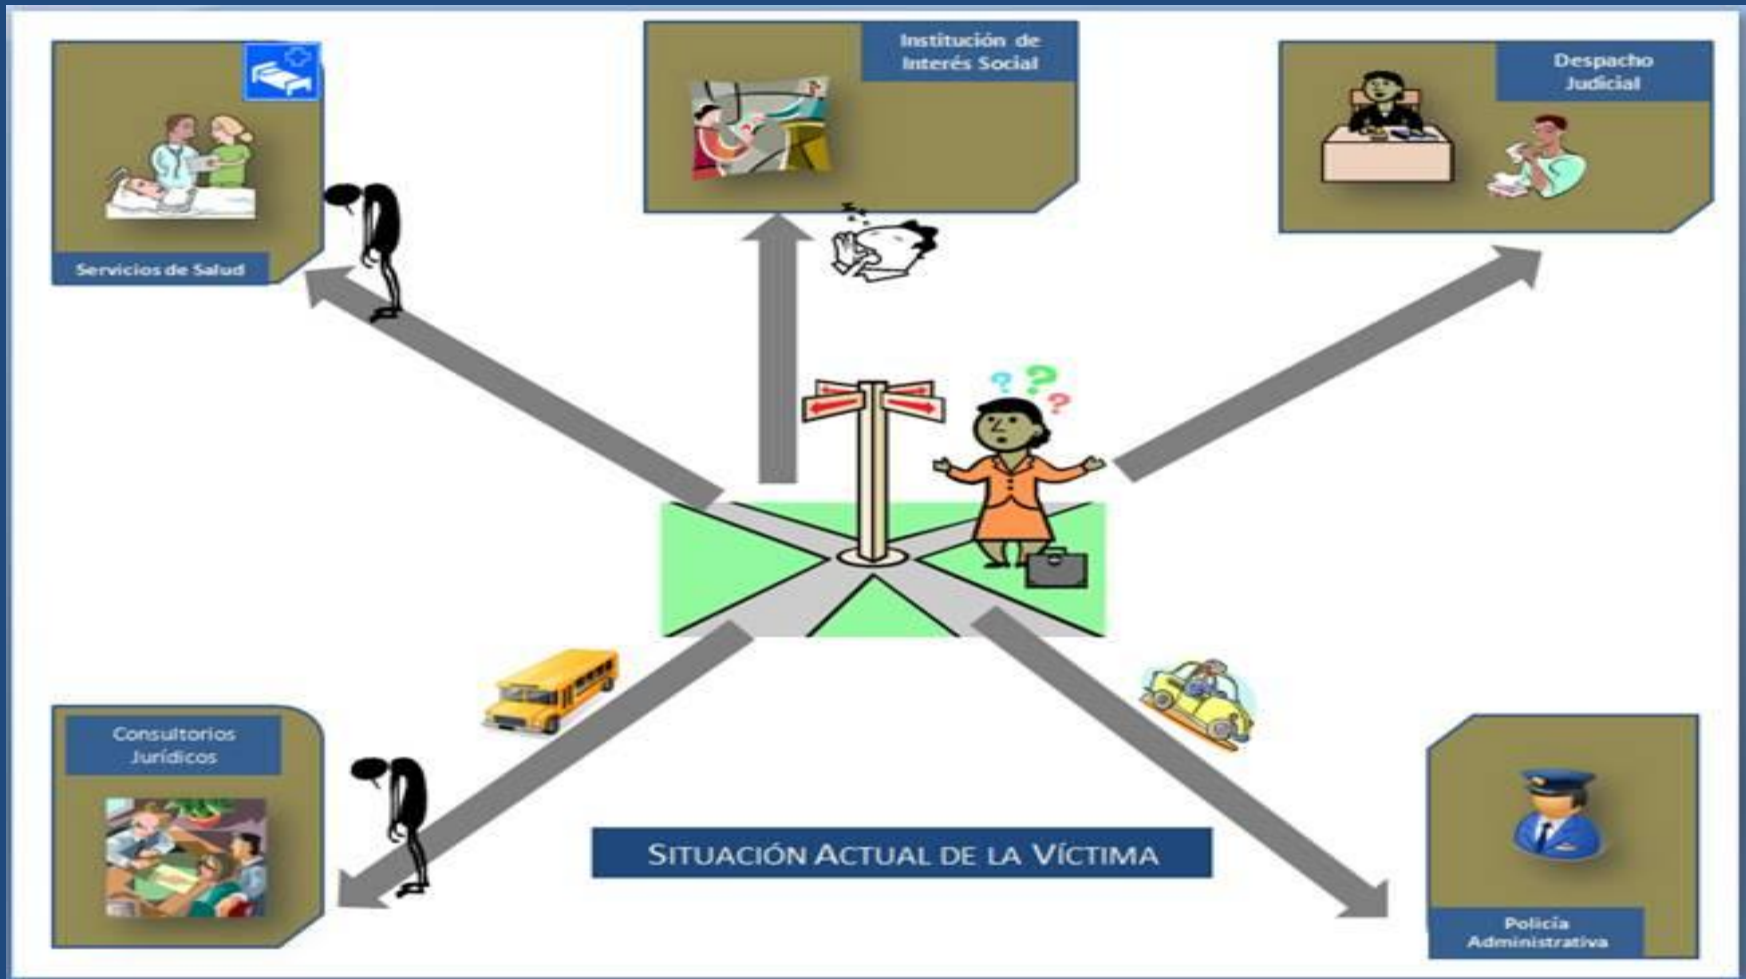 Institución de
Interés Social
Despacho
Judicial
Servicios de Salud
? ? ?
Consultorios
Jurídicos
SITUACIÓN ACTUAL DE LA VÍCTIMA
Policía
Administrativa